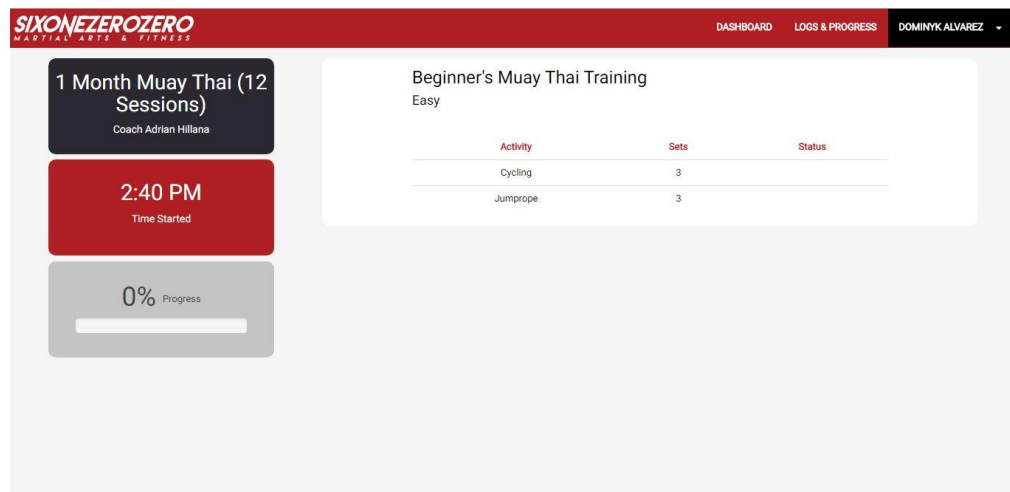 SIXONEZEROZERO
MARTIAL ARTS & FITNESS
DASHBOARD LOGS & PROGRESS DOMINYK ALVAREZ
1 Month Muay Thai (12
Sessions)
Coach Adrian Hillana
2:40 PM
Time Started
0% Progress
Beginner's Muay Thai Training
Easy
Activity Sets Status
Cycling 3
Jumprope 3